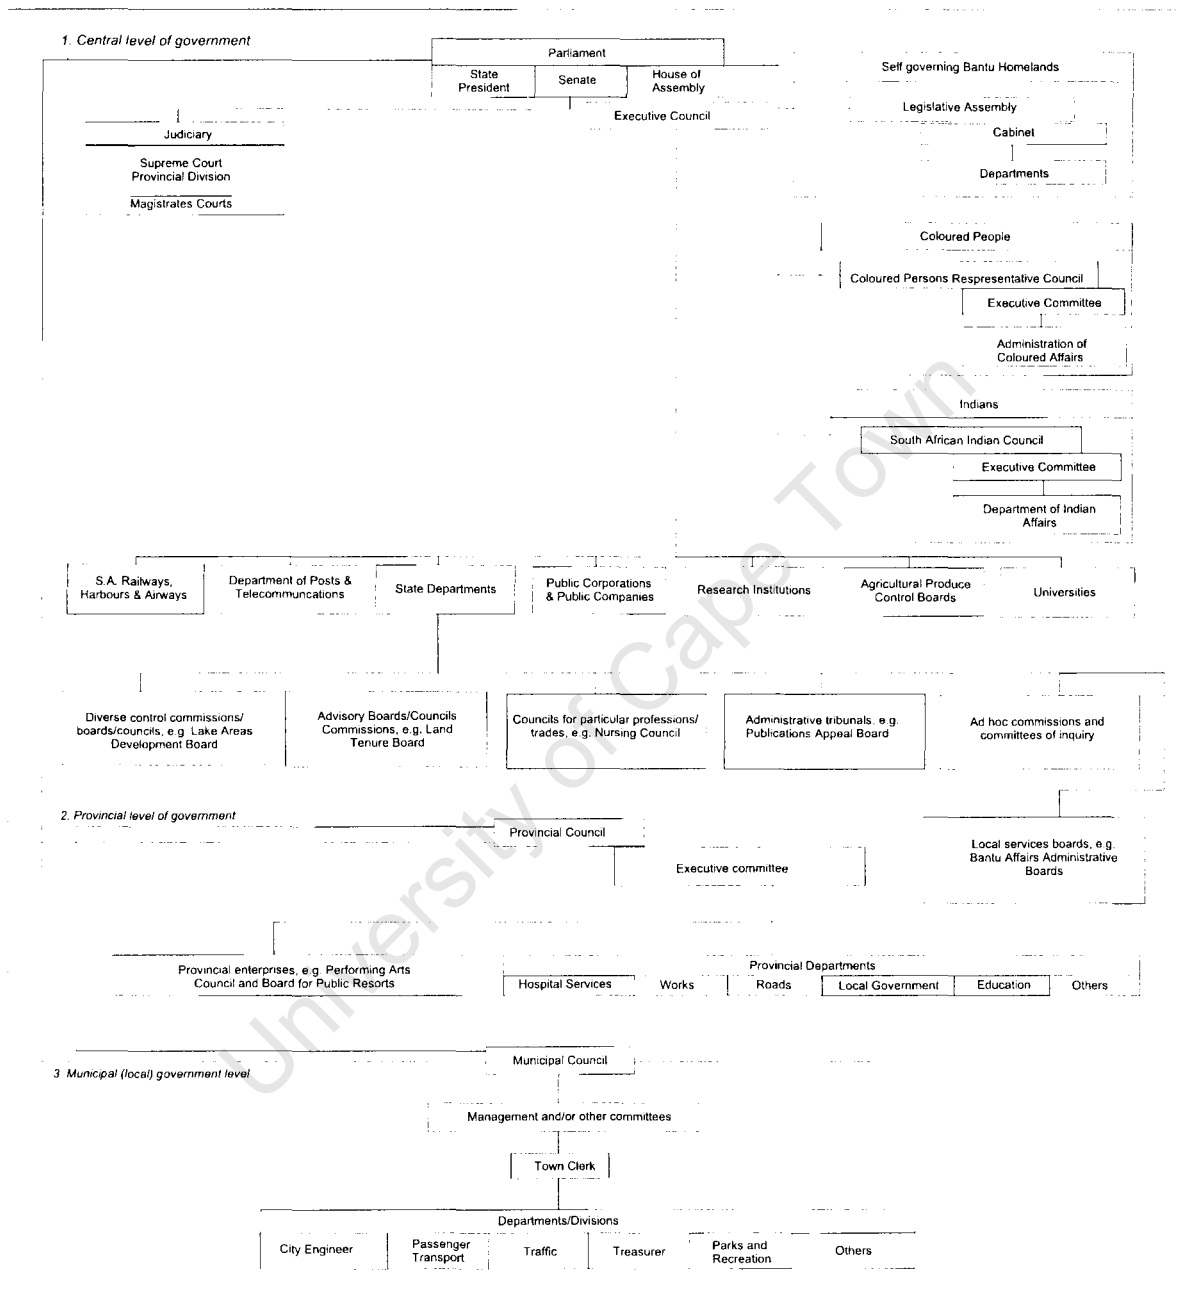 1. Central level of government
Parliament
State
President
Senate
House of
Assembly
Executive Council
Judiciary
Supreme Court
Provincial Division
Magistrates Courts
Self governing Bantu Homelands
Legislative Assembly
Cabinet
Departments
Coloured People
Coloured Persons Respresentative Council
Executive Committee
Administration of
Coloured Affairs
Indians
South African Indian Council
Executive Committee
Department of Indian
Affairs
S.A. Railways,
Harbours & Airways
Department of Posts &
Telecommuncations
State Departments
Public Corporations
& Public Companies
Research Institutions
Agricultural Produce
Control Boards
Universities
Diverse control commissions/
boards/councils, e.g. Lake Areas
Development Board
Advisory Boards/Councils
Commissions, e.g. Land
Tenure Board
Councils for particular professions/
trades, e.g. Nursing Council
Administrative tribunals, e.g.
Publications Appeal Board
Ad hoc commissions and
committees of inquiry
2. Provincial level of government
Provincial Council
Executive committee
Local services boards, e.g.
Bantu Affairs Administrative
Boards
Provincial enterprises, e.g. Performing Arts
Council and Board for Public Resorts
Provincial Departments
Hospital Services
Works
Roads
Local Government
Education
Others
Municipal Council
3 Municipal (local) government level
Management and/or other committees
Town Clerk
Departments/Divisions
City Engineer
Passenger
Transport
Traffic
Treasurer
Parks and
Recreation
Others
University of Cape Town